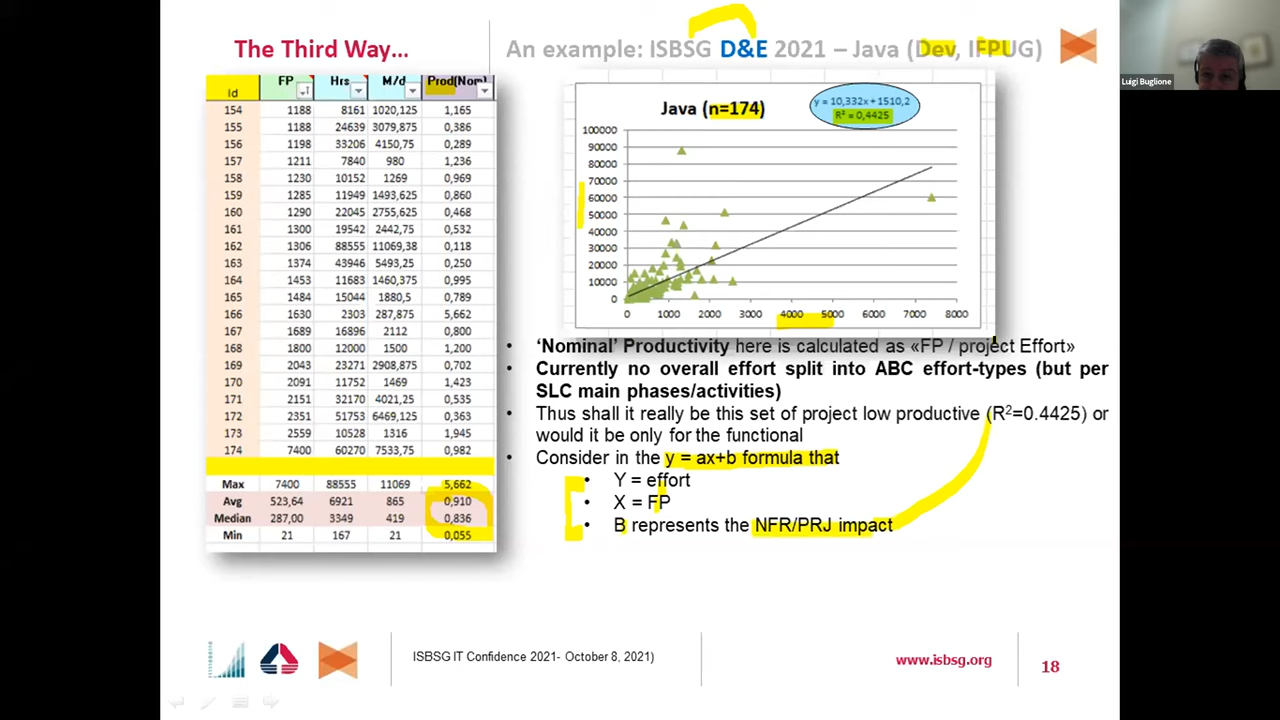 The Third Way...
An example: ISBSG D&E 2021 – Java (Dev, IFPUG)
Luigi Buglione
Id FP Hrs M/d Prod(Nom)
154 1188 8161 1020,125 1,165
155 1188 24639 3079,875 0,386
156 1198 33206 4150,75 0,289
157 1211 7840 980 1,236
158 1230 10152 1269 0,969
159 1285 11949 1493,625 0,860
160 1290 22045 2755,625 0,468
161 1300 19542 2442,75 0,532
162 1306 88555 11069,38 0,118
163 1374 43946 5493,25 0,250
164 1453 11683 1460,375 0,995
165 1484 15044 1880,5 0,789
166 1630 2303 287,875 5,662
167 1689 16896 2112 0,800
168 1800 12000 1500 1,200
169 2043 23271 2908,875 0,702
170 2091 11752 1469 1,423
171 2151 32170 4021,25 0,535
172 2351 51753 6469,125 0,363
173 2559 10528 1316 1,945
174 7400 60270 7533,75 0,982
Max 7400 88555 11069 5,662
Avg 523,64 6921 865 0,910
Median 287,00 3349 419 0,836
Min 21 167 21 0,055
Java (n=174)
y = 10,332x + 1510,2
R² = 0,4425
100000
90000
80000
70000
60000
50000
40000
30000
20000
10000
0
0 1000 2000 3000 4000 5000 6000 7000 8000
• ‘Nominal’ Productivity here is calculated as «FP / project Effort»
• Currently no overall effort split into ABC effort-types (but per
SLC main phases/activities)
• Thus shall it really be this set of project low productive (R²=0.4425) or
would it be only for the functional
• Consider in the y = ax+b formula that
• Y = effort
• X = FP
• B represents the NFR/PRJ impact
ISBSG IT Confidence 2021- October 8, 2021)
www.isbsg.org
18